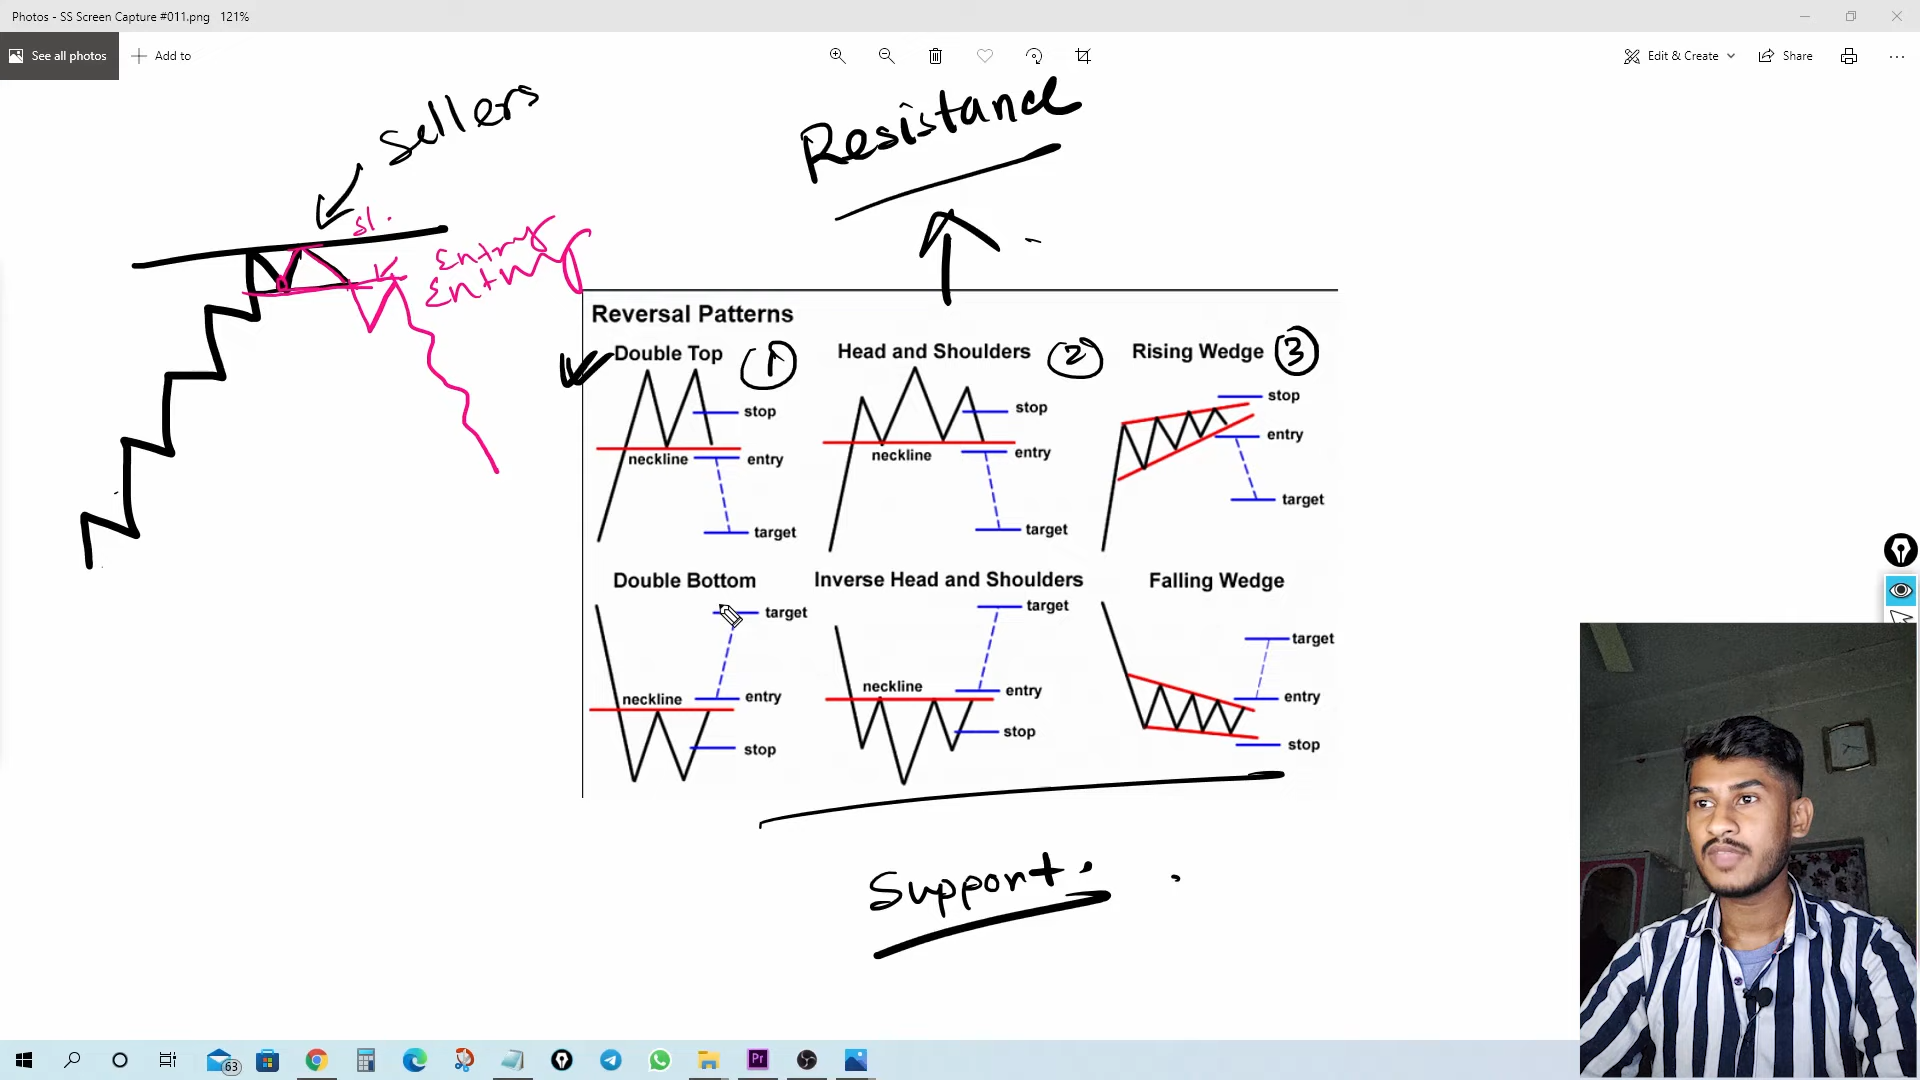 Photos - SS Screen Capture #011.png 121%
See all photos
Add to
Edit & Create
Share
Sellers
Resistance
sl.
Entry
Entry
Reversal Patterns
Double Top 1
Head and Shoulders 2
Rising Wedge 3
stop
neckline
entry
target
stop
neckline
entry
target
stop
entry
target
Double Bottom
Inverse Head and Shoulders
Falling Wedge
target
neckline
entry
stop
target
neckline
entry
stop
target
entry
stop
Support.
63
Pr